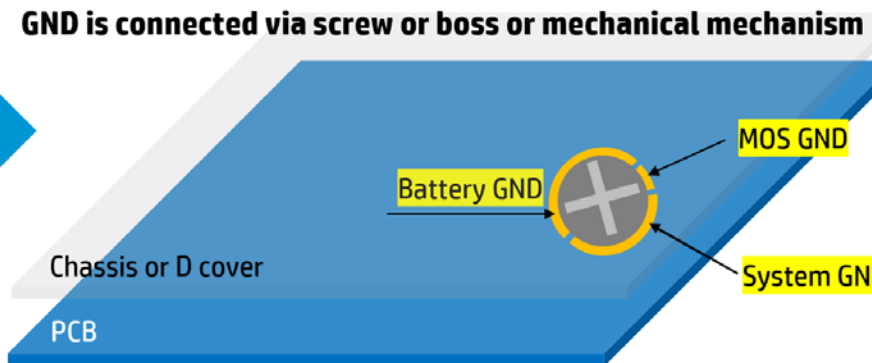 GND is connected via screw or boss or mechanical mechanism
MOS GND
Battery GND
Chassis or D cover
System GN
PCB